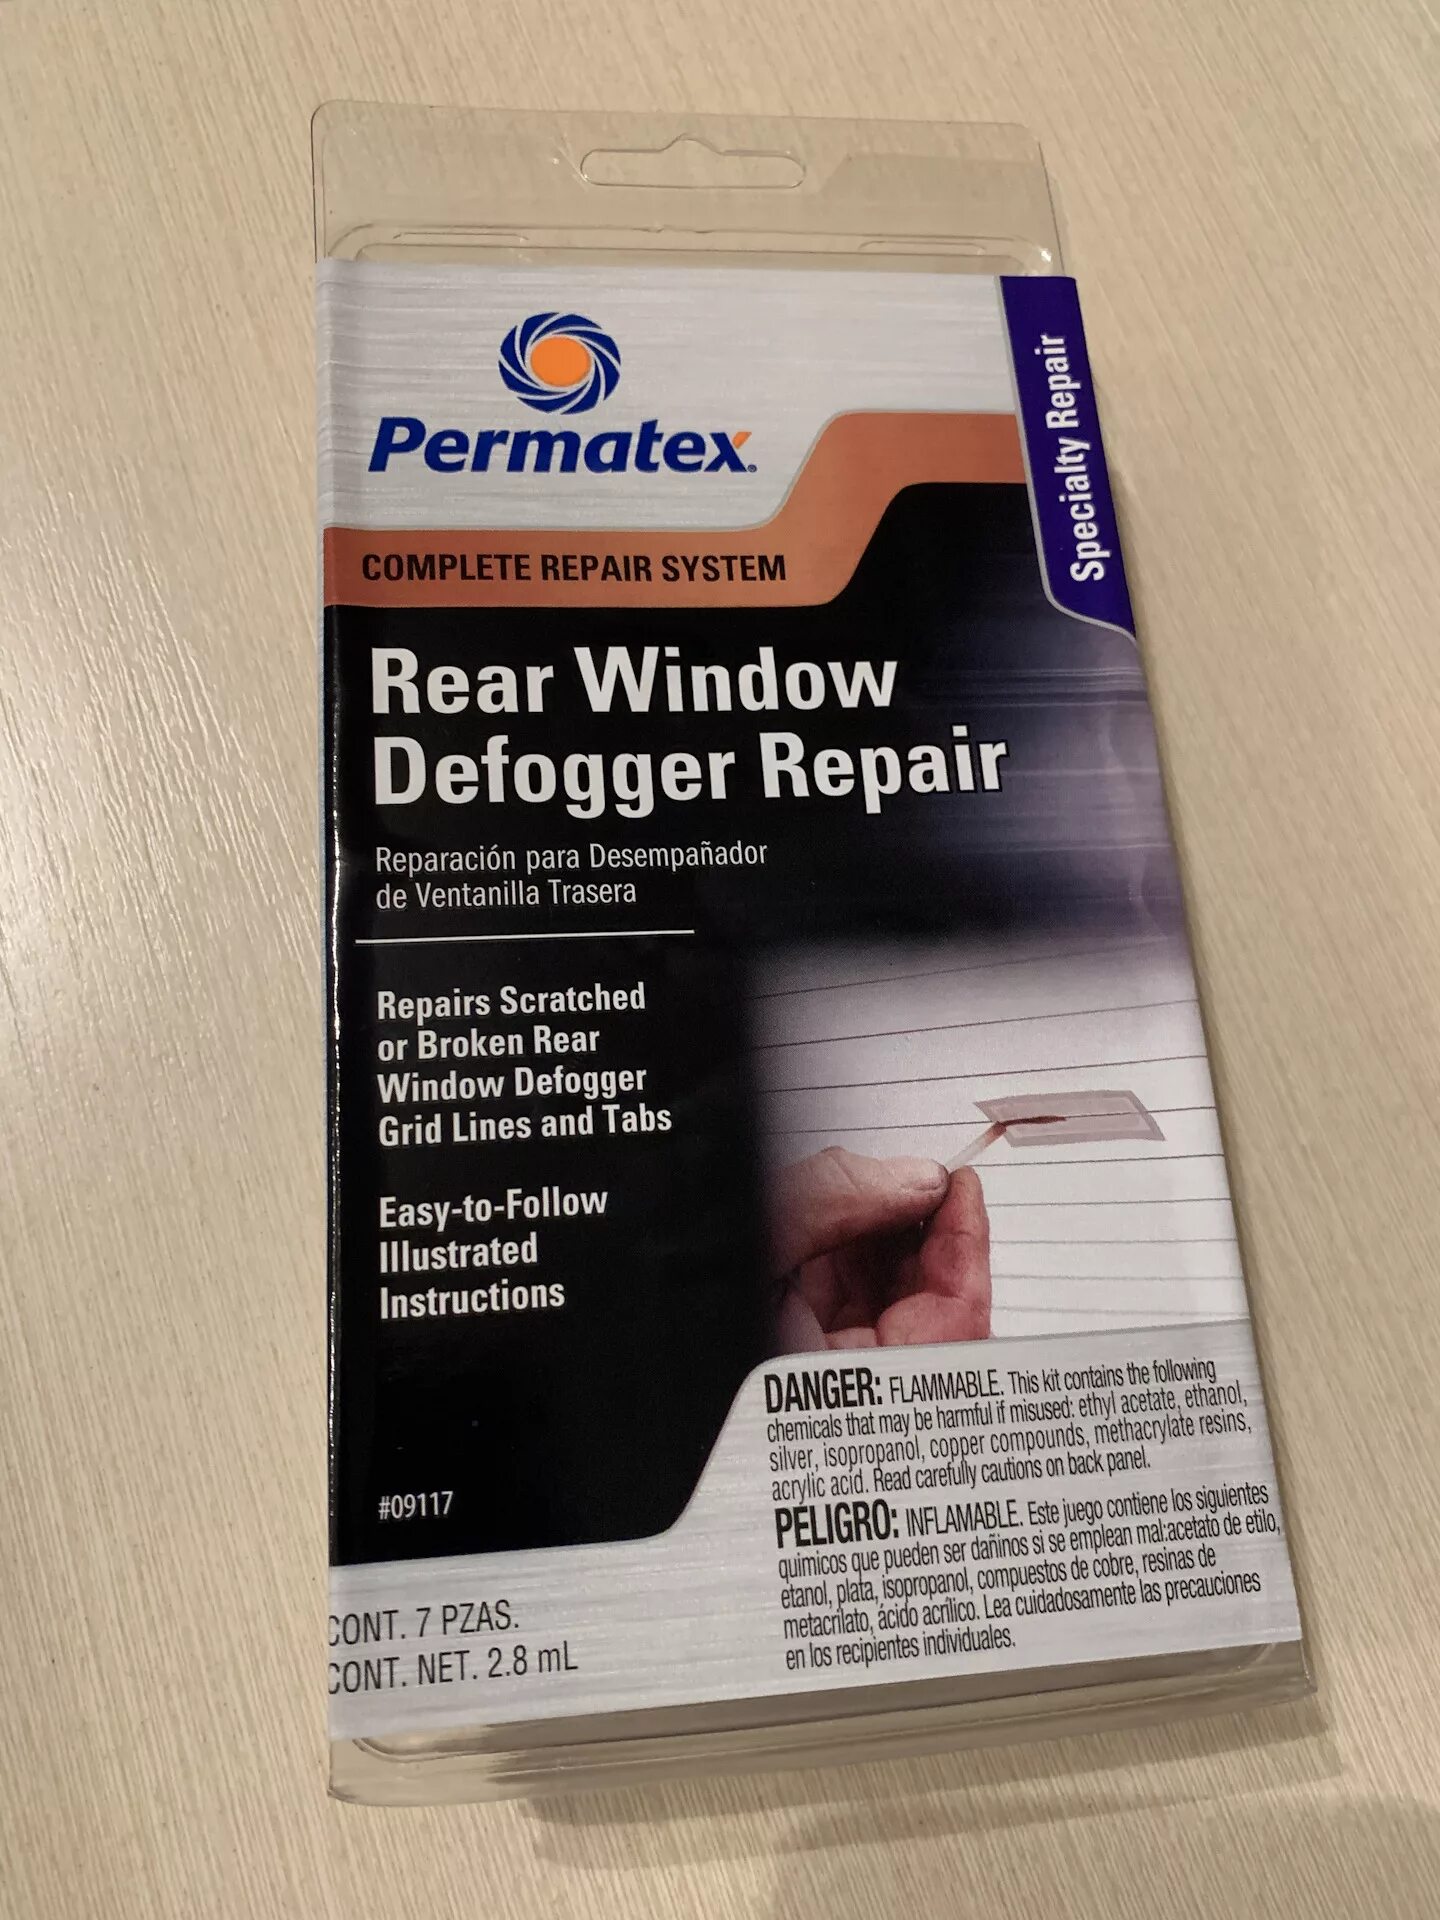 Permatex®
Specialty Repair
COMPLETE REPAIR SYSTEM
Rear Window
Defogger Repair
Reparación para Desempañador
de Ventanilla Trasera
Repairs Scratched
or Broken Rear
Window Defogger
Grid Lines and Tabs
Easy-to-Follow
Illustrated
Instructions
#09117
CONT. 7 PZAS.
CONT. NET. 2.8 mL
DANGER: FLAMMABLE. This kit contains the following
chemicals that may be harmful if misused: ethyl acetate, ethanol,
silver, isopropanol, copper compounds, methacrylate resins,
acrylic acid. Read carefully cautions on back panel.
PELIGRO: INFLAMABLE. Este juego contiene los siguientes
quimicos que pueden ser dañinos si se emplean mal:acetato de etilo,
etanol, plata, isopropanol, compuestos de cobre, resinas de
metacrilato, ácido acrílico. Lea cuidadosamente las precauciones
en los recipientes individuales.